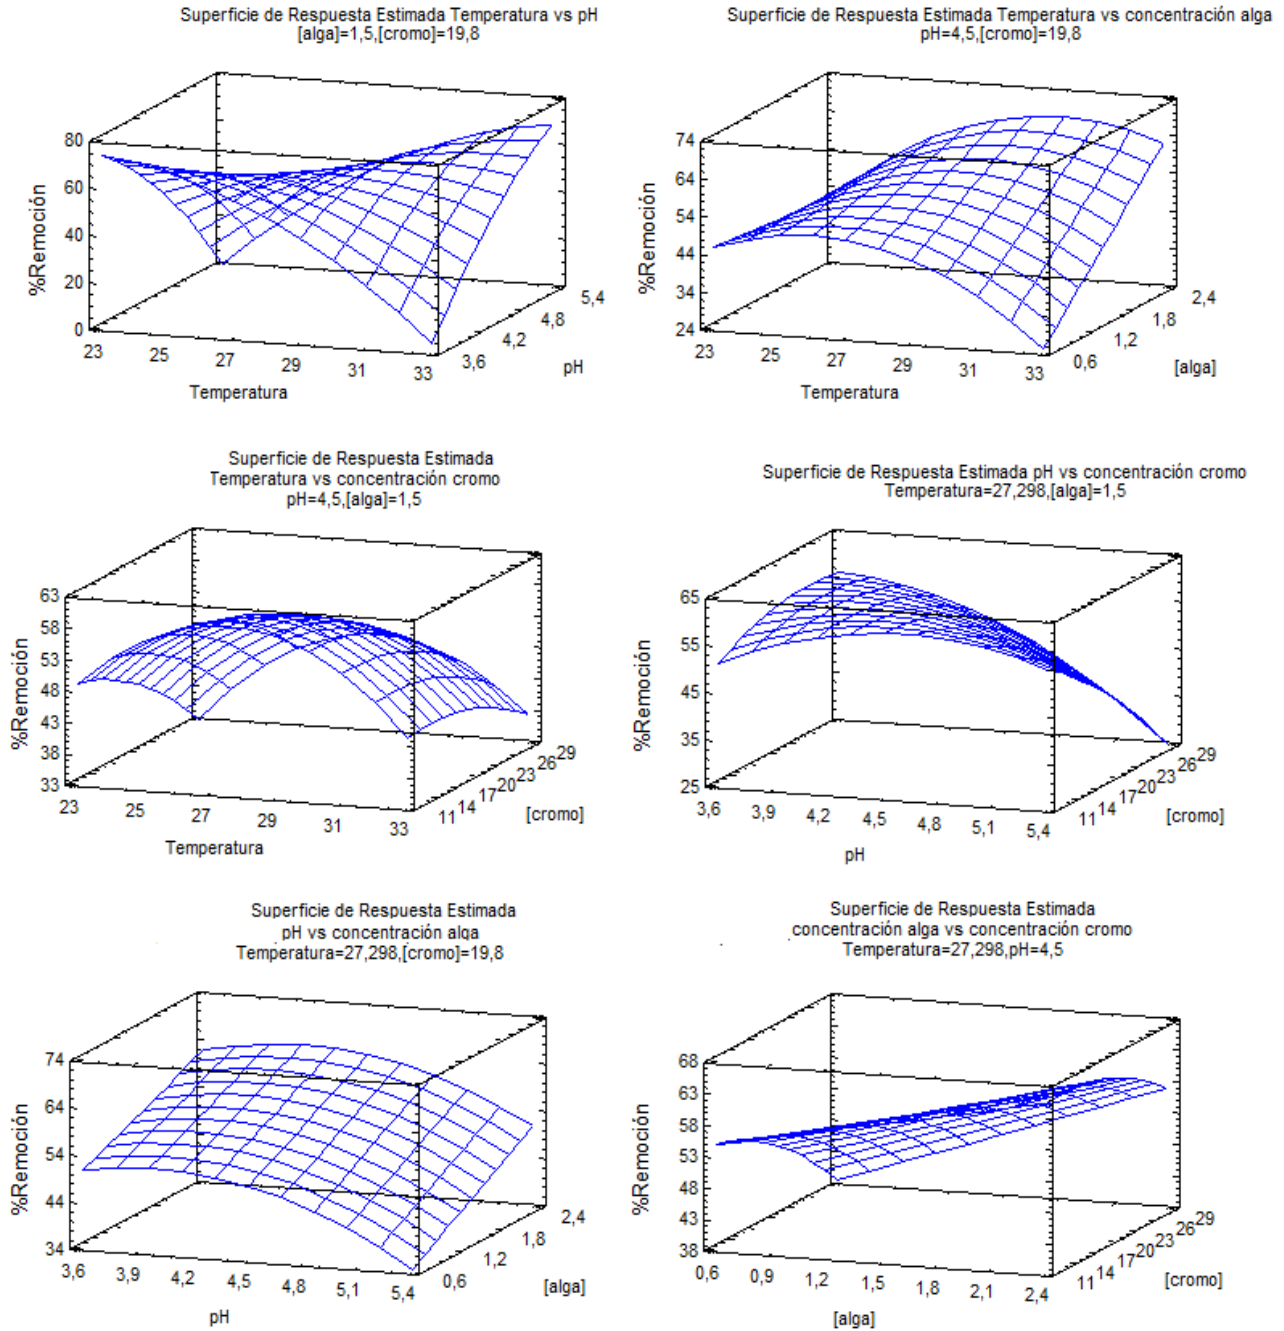 Superficie de Respuesta Estimada Temperatura vs pH
[alga]=1,5,[cromo]=19,8
%Remoción
80
60
40
20
0
23 25 27 29 31 33
Temperatura
3,6 4,2 4,8 5,4
pH
Superficie de Respuesta Estimada Temperatura vs concentración alga
pH=4,5,[cromo]=19,8
%Remoción
74
64
54
44
34
24
23 25 27 29 31 33
Temperatura
0,6 1,2 1,8 2,4
[alga]
Superficie de Respuesta Estimada
Temperatura vs concentración cromo
pH=4,5,[alga]=1,5
%Remoción
63
58
53
48
43
38
33
23 25 27 29 31 33
Temperatura
11 14 17 20 23 26 29
[cromo]
Superficie de Respuesta Estimada pH vs concentración cromo
Temperatura=27,298,[alga]=1,5
%Remoción
65
55
45
35
25
3,6 3,9 4,2 4,5 4,8 5,1 5,4
pH
11 14 17 20 23 26 29
[cromo]
Superficie de Respuesta Estimada
pH vs concentración alga
Temperatura=27,298,[cromo]=19,8
%Remoción
74
64
54
44
34
3,6 3,9 4,2 4,5 4,8 5,1 5,4
pH
0,6 1,2 1,8 2,4
[alga]
Superficie de Respuesta Estimada
concentración alga vs concentración cromo
Temperatura=27,298,pH=4,5
%Remoción
68
63
58
53
48
43
38
0,6 0,9 1,2 1,5 1,8 2,1 2,4
[alga]
11 14 17 20 23 26 29
[cromo]